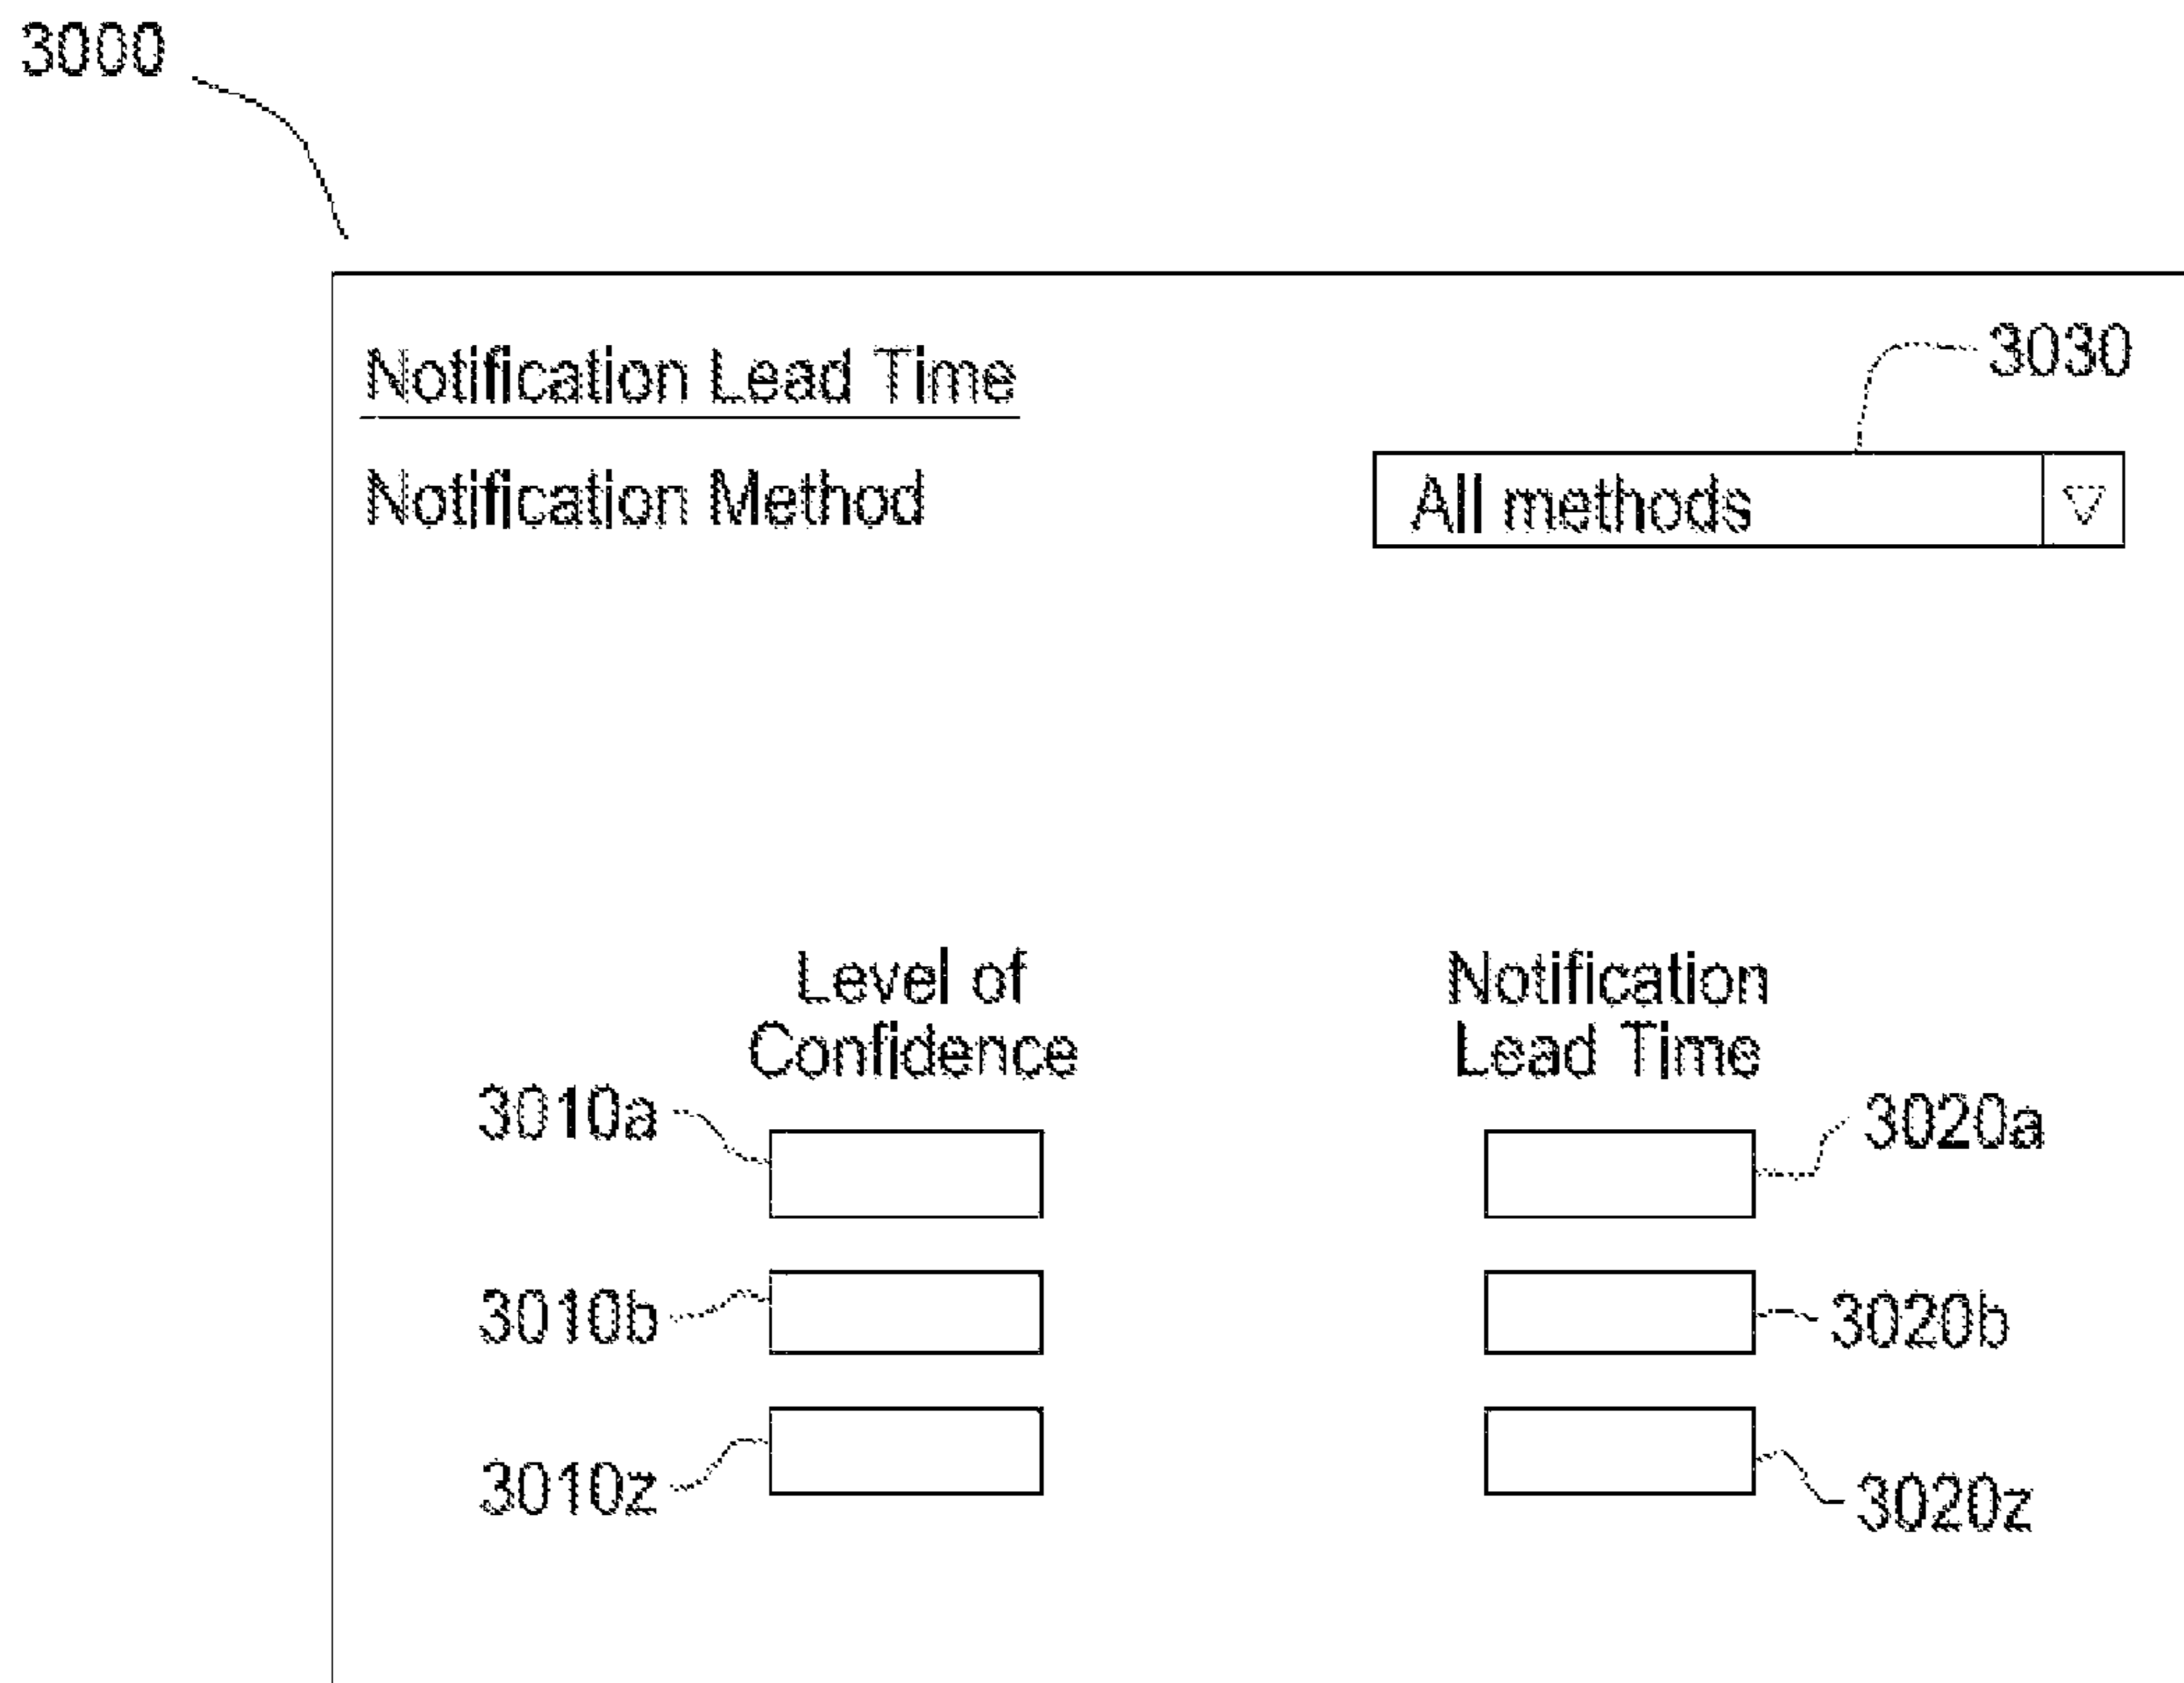 3000
Notification Lead Time
3030
Notification Method
All methods
Level of
Confidence
Notification
Lead Time
3010a
3020a
3010b
3020b
3010z
3020z